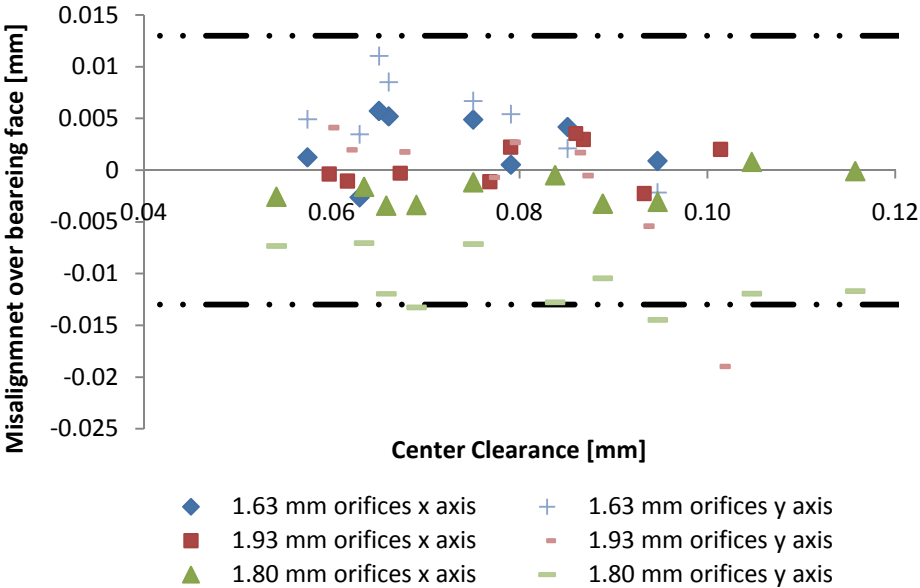 0.015
0.01
0.005
0
-0.005
-0.01
-0.015
-0.02
-0.025
0.04
0.06
0.08
0.10
0.12
Misalignmnet over beareing face [mm]
Center Clearance [mm]
1.63 mm orifices x axis
1.63 mm orifices y axis
1.93 mm orifices x axis
1.93 mm orifices y axis
1.80 mm orifices x axis
1.80 mm orifices y axis